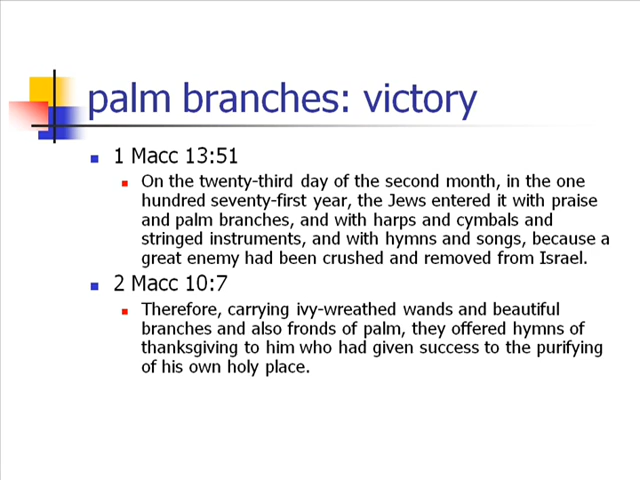 palm branches: victory
1 Macc 13:51
On the twenty-third day of the second month, in the one
hundred seventy-first year, the Jews entered it with praise
and palm branches, and with harps and cymbals and
stringed instruments, and with hymns and songs, because a
great enemy had been crushed and removed from Israel.
2 Macc 10:7
Therefore, carrying ivy-wreathed wands and beautiful
branches and also fronds of palm, they offered hymns of
thanksgiving to him who had given success to the purifying
of his own holy place.